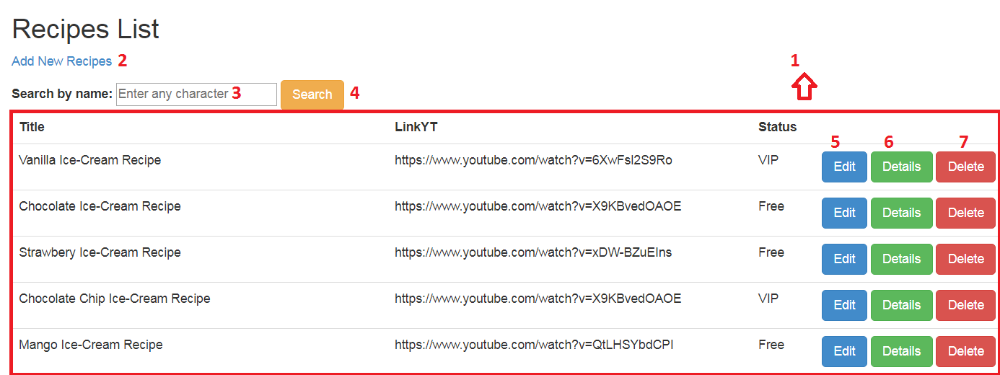 Recipes List
Add New Recipes 2
1
Search by name: Enter any character 3 Search 4
Title LinkYT Status
5 6 7
Vanilla Ice-Cream Recipe https://www.youtube.com/watch?v=6XwFsI2S9Ro VIP Edit Details Delete
Chocolate Ice-Cream Recipe https://www.youtube.com/watch?v=X9KBvedOAOE Free Edit Details Delete
Strawbery Ice-Cream Recipe https://www.youtube.com/watch?v=xDW-BZuEIns Free Edit Details Delete
Chocolate Chip Ice-Cream Recipe https://www.youtube.com/watch?v=X9KBvedOAOE VIP Edit Details Delete
Mango Ice-Cream Recipe https://www.youtube.com/watch?v=QtLHSYbdCPI Free Edit Details Delete